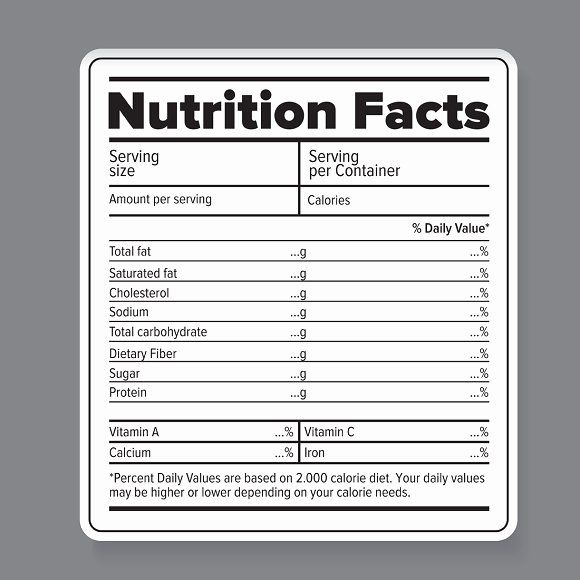 Nutrition Facts
Serving size
Serving per Container
Amount per serving
Calories
% Daily Value*
Total fat ...g ...%
Saturated fat ...g ...%
Cholesterol ...g ...%
Sodium ...g ...%
Total carbohydrate ...g ...%
Dietary Fiber ...g ...%
Sugar ...g ...%
Protein ...g ...%
Vitamin A ...% Vitamin C ...%
Calcium ...% Iron ...%
*Percent Daily Values are based on 2.000 calorie diet. Your daily values
may be higher or lower depending on your calorie needs.